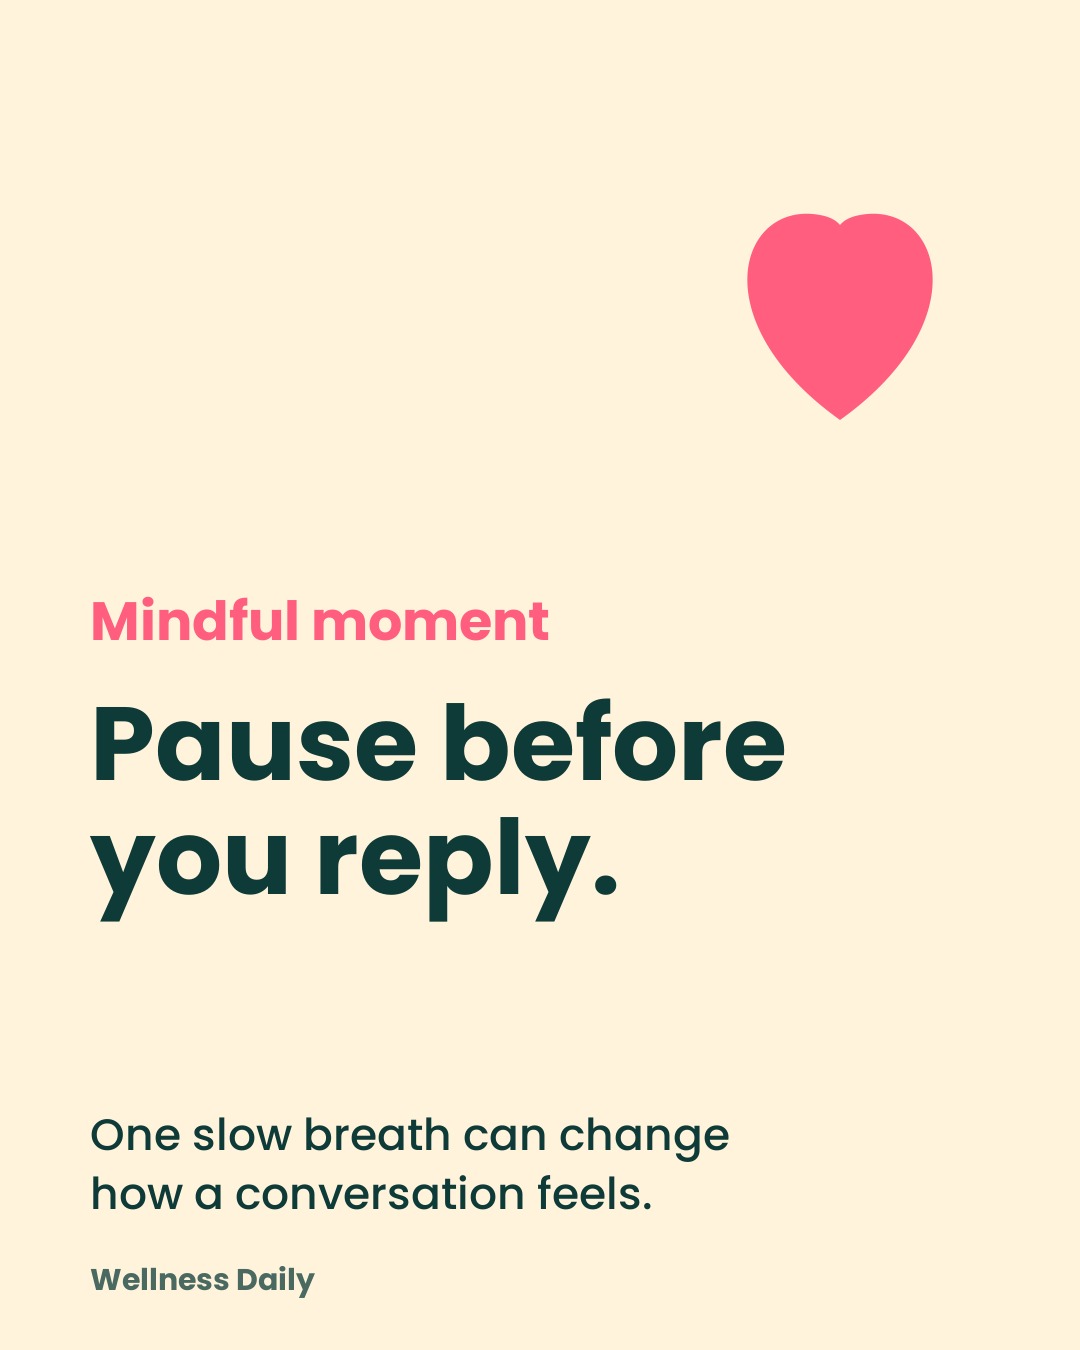 Mindful moment
Pause before
you reply.
One slow breath can change
how a conversation feels.
Wellness Daily